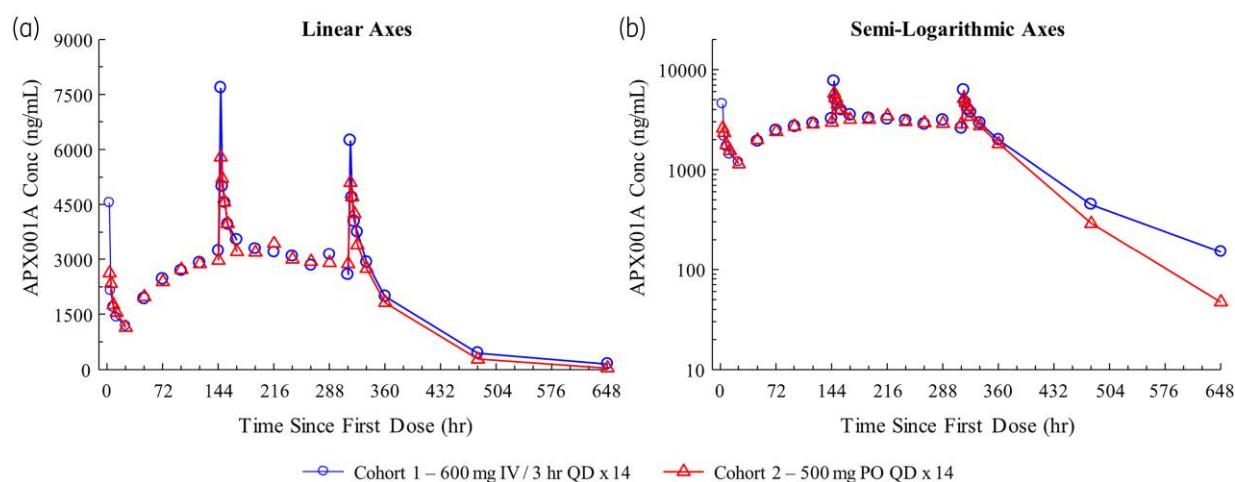 (a)
Linear Axes
9000
7500
6000
4500
3000
1500
0
APX001A Conc (ng/mL)
0 72 144 216 288 360 432 504 576 648
Time Since First Dose (hr)
(b)
Semi-Logarithmic Axes
10000
1000
100
10
APX001A Conc (ng/mL)
0 72 144 216 288 360 432 504 576 648
Time Since First Dose (hr)
Cohort 1 – 600 mg IV / 3 hr QD x 14
Cohort 2 – 500 mg PO QD x 14